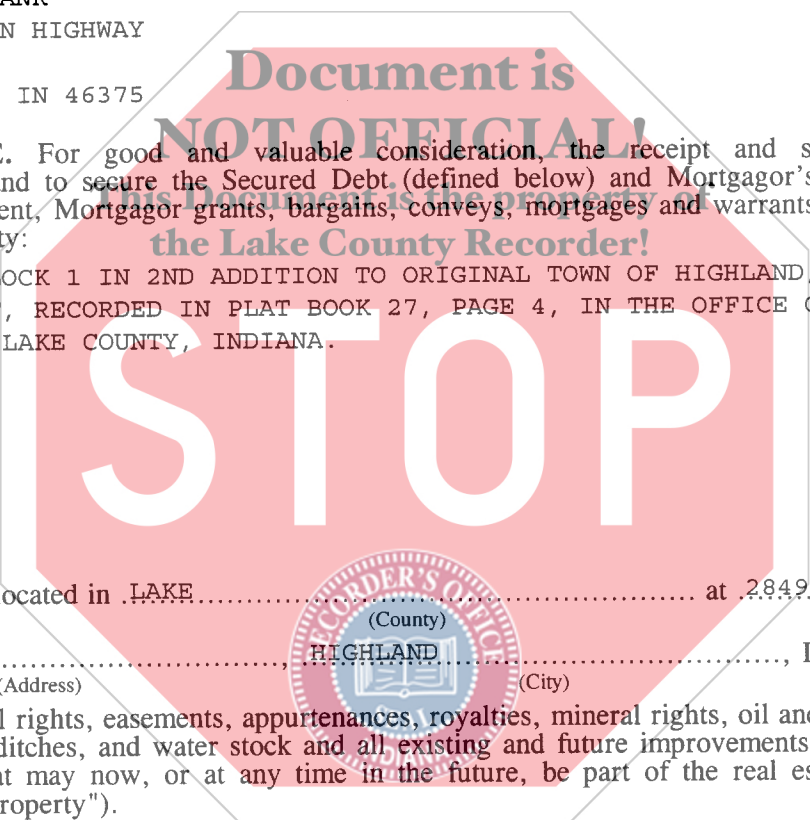 ANK
N HIGHWAY
Document is
IN 46375
NOT OFFICIAL!
E. For good and valuable consideration, the receipt and s
nd to secure the Secured Debt (defined below) and Mortgagor's
This Document is the property of
ent, Mortgagor grants, bargains, conveys, mortgages and warrants
ty:
the Lake County Recorder!
OCK 1 IN 2ND ADDITION TO ORIGINAL TOWN OF HIGHLAND,
, RECORDED IN PLAT BOOK 27, PAGE 4, IN THE OFFICE O
LAKE COUNTY, INDIANA.
STOP
ocated in LAKE at 2849
(County)
RECORDER'S OFFICE
HIGHLAND , I
(Address) (City)
SEAL
INDIANA
l rights, easements, appurtenances, royalties, mineral rights, oil and
ditches, and water stock and all existing and future improvements
at may now, or at any time in the future, be part of the real es
roperty").